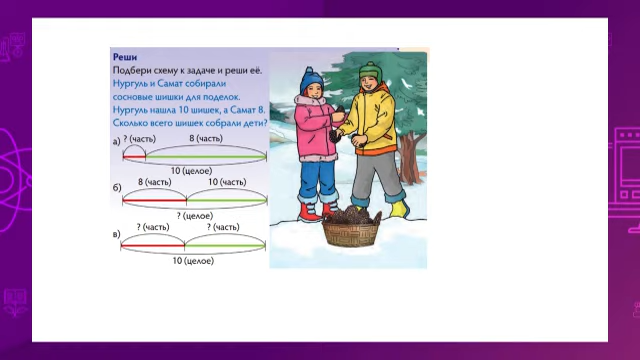 Реши
Подбери схему к задаче и реши её.
Нургуль и Самат собирали
сосновые шишки для поделок.
Нургуль нашла 10 шишек, а Самат 8.
Сколько всего шишек собрали дети?
а) ? (часть) 8 (часть)
10 (целое)
б) 8 (часть) 10 (часть)
? (целое)
в) ? (часть) ? (часть)
10 (целое)